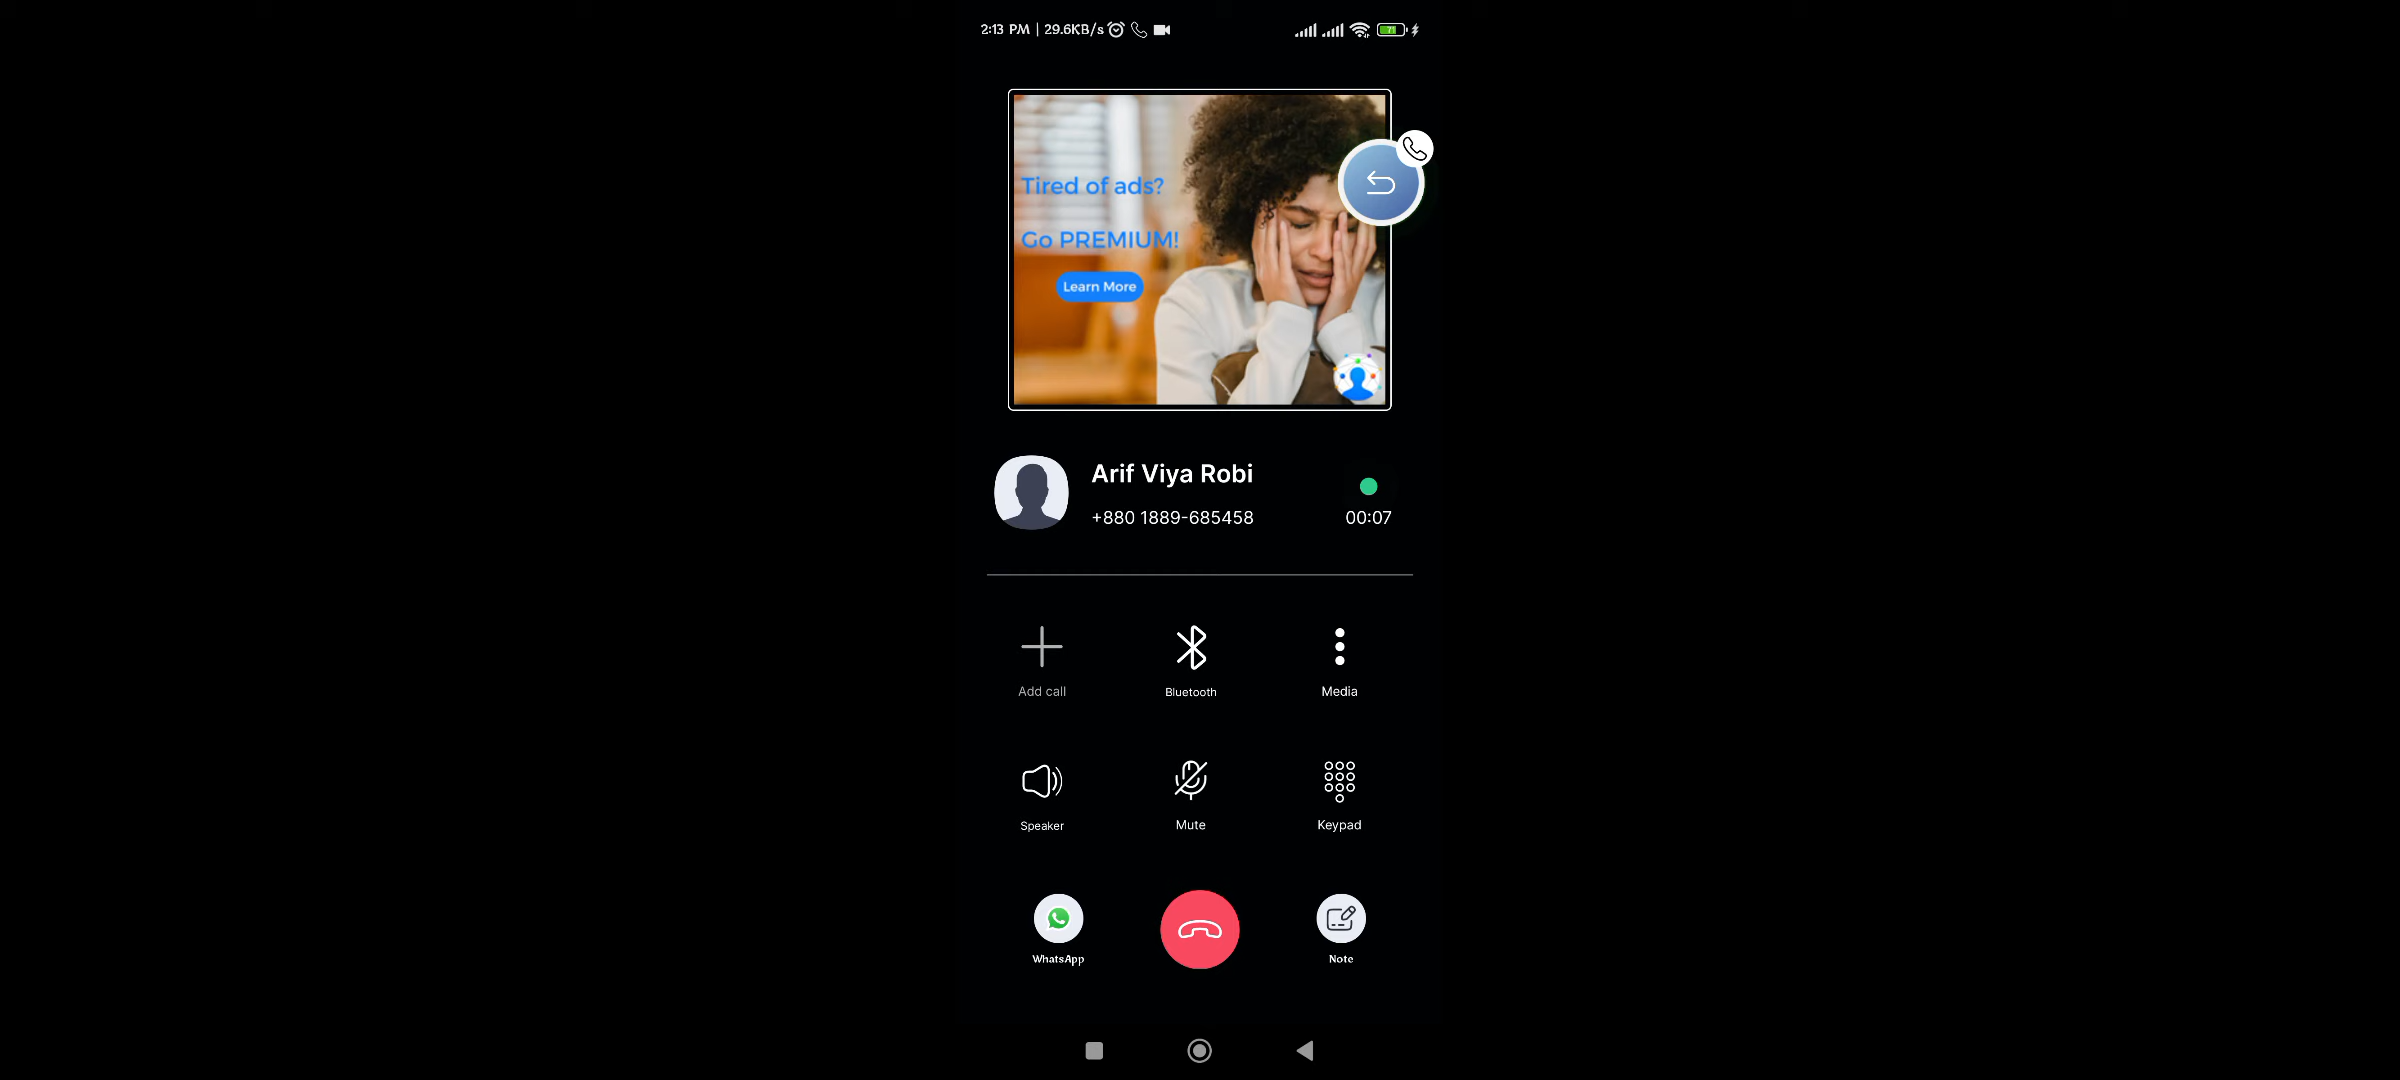 2:13 PM | 29.6KB/s
71
Tired of ads?
Go PREMIUM!
Learn More
Arif Viya Robi
+880 1889-685458
00:07
Add call
Bluetooth
Media
Speaker
Mute
Keypad
WhatsApp
Note